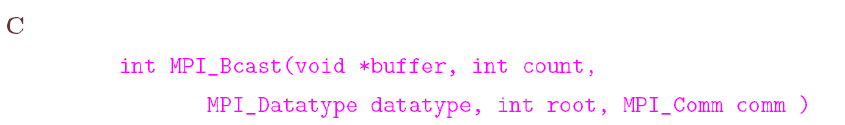 C
int MPI_Bcast(void *buffer, int count,
MPI_Datatype datatype, int root, MPI_Comm comm )